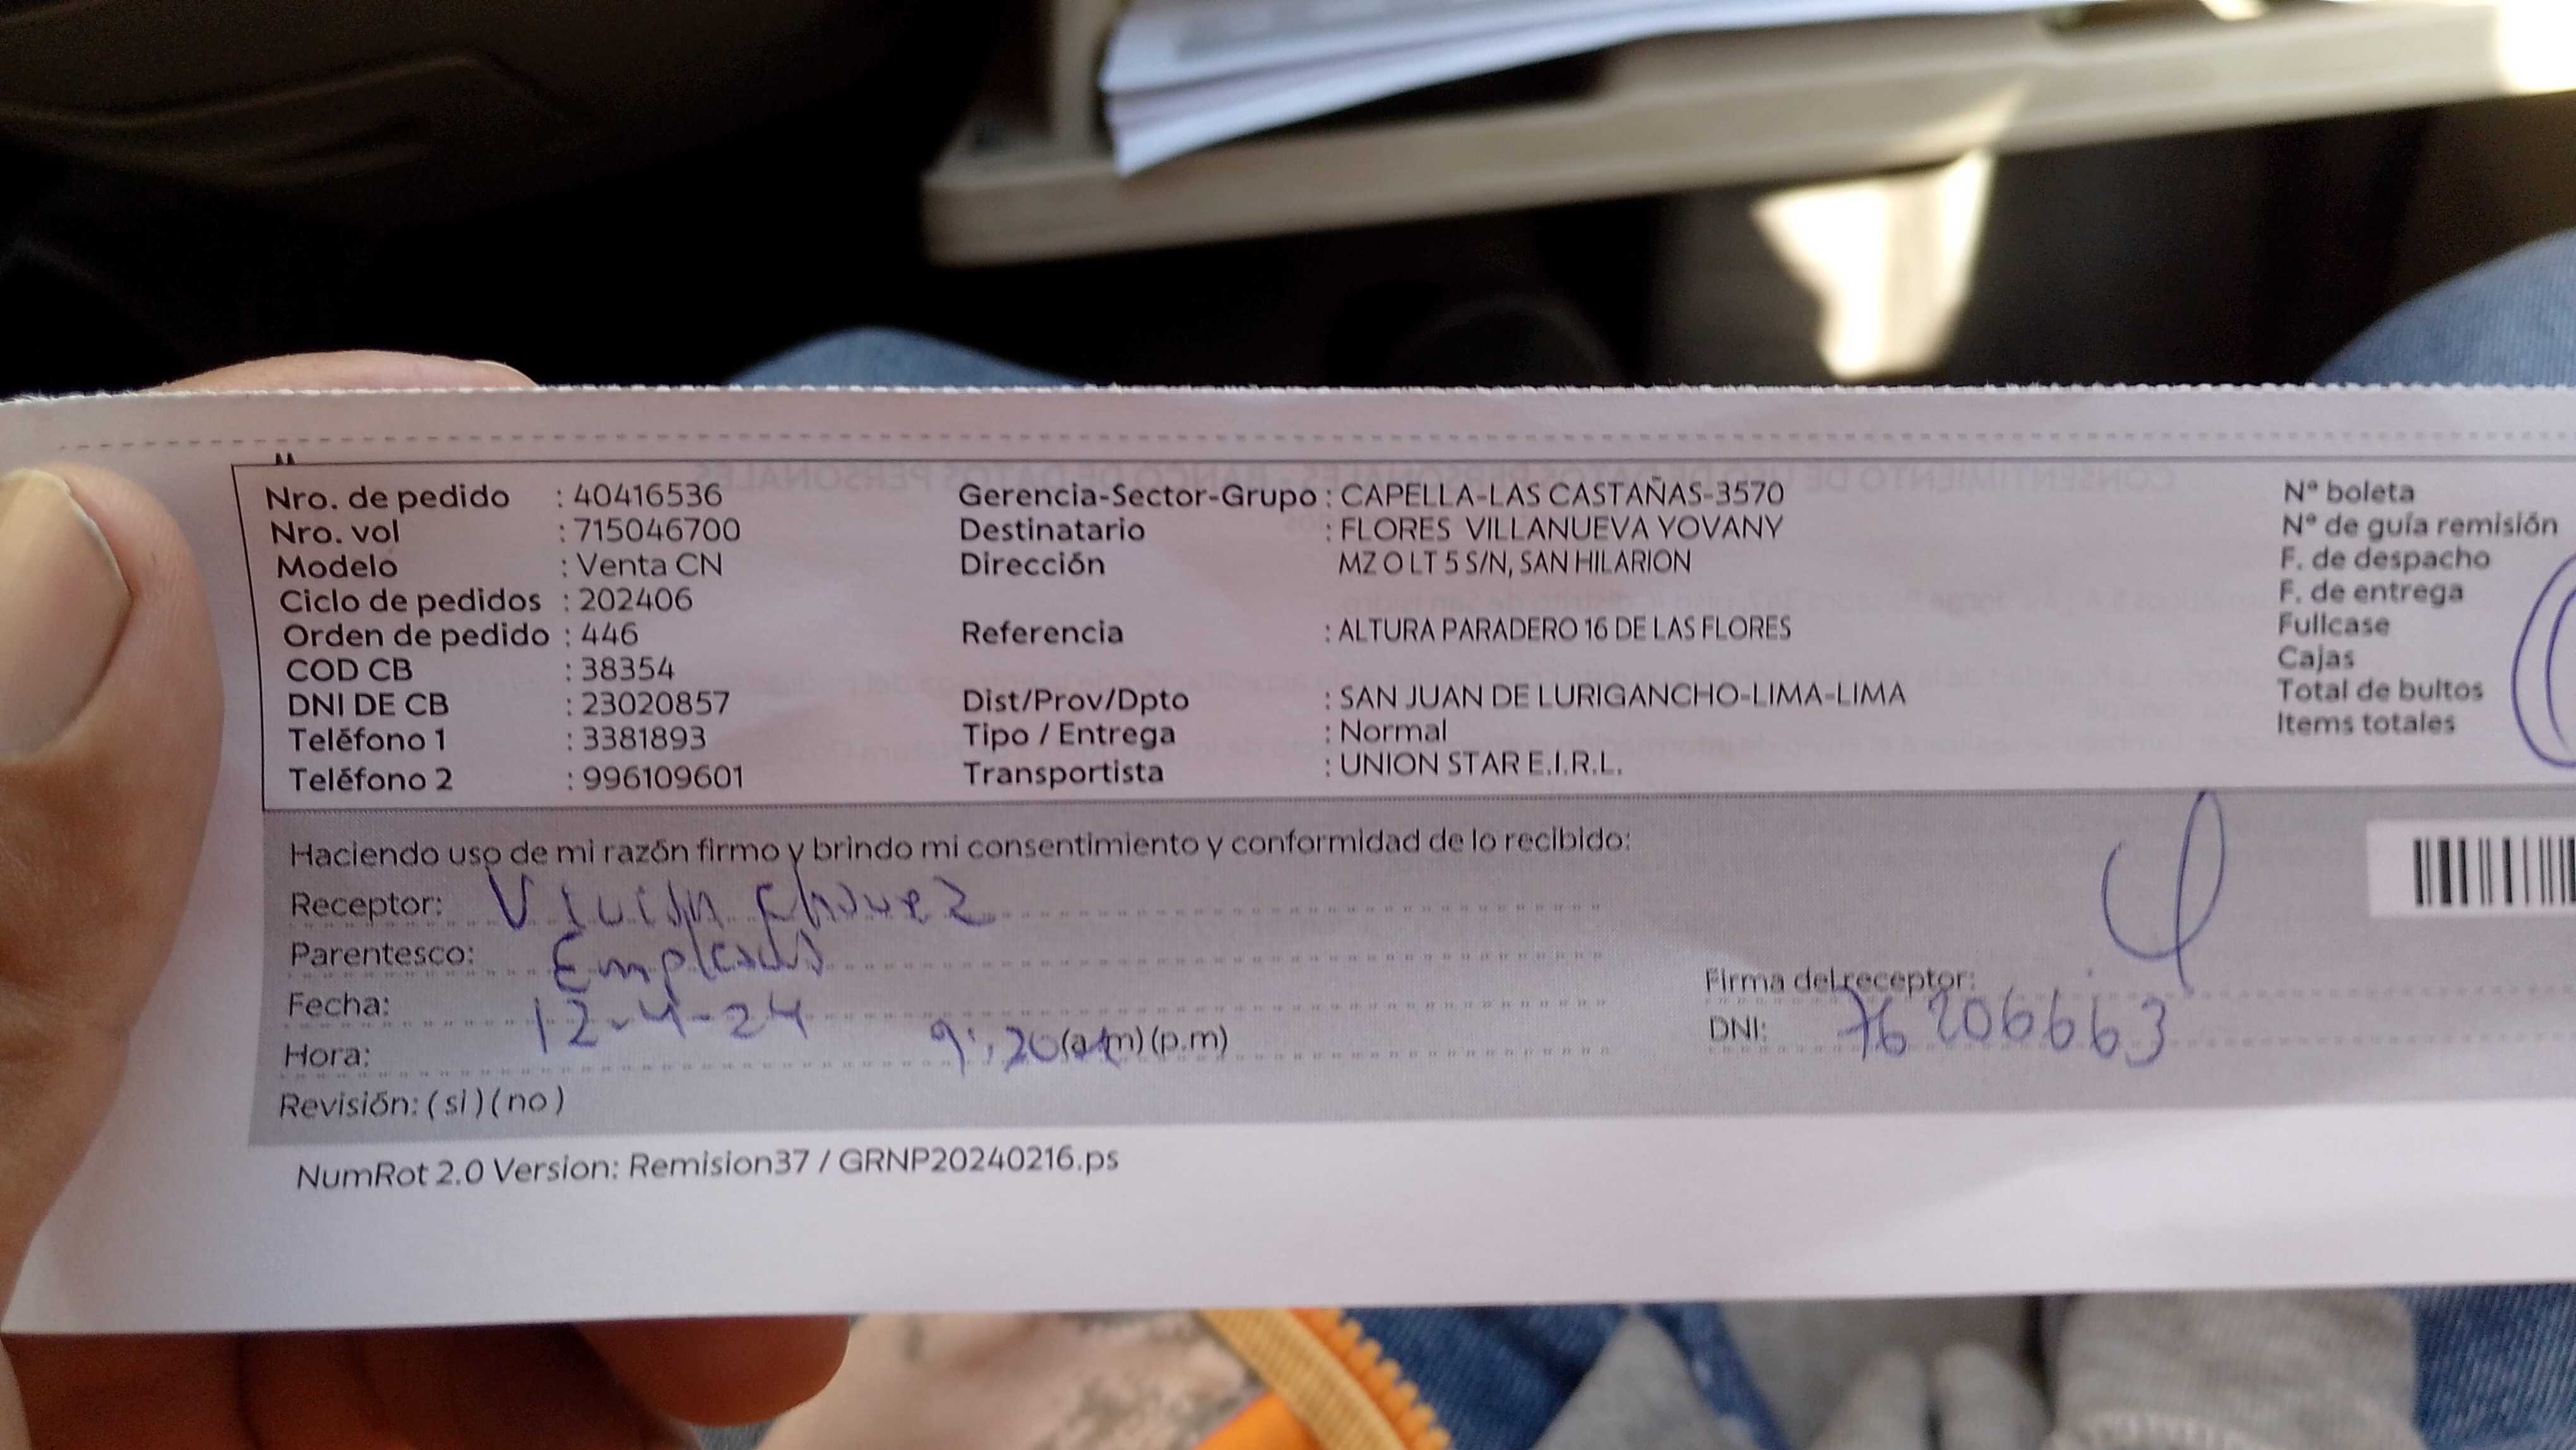 Nro. de pedido : 40416536
Nro. vol : 715046700
Modelo : Venta CN
Ciclo de pedidos : 202406
Orden de pedido : 446
COD CB : 38354
DNI DE CB : 23020857
Teléfono 1 : 3381893
Teléfono 2 : 996109601
Gerencia-Sector-Grupo : CAPELLA-LAS CASTAÑAS-3570
Destinatario : FLORES VILLANUEVA YOVANY
Dirección MZ O LT 5 S/N, SAN HILARION
Referencia : ALTURA PARADERO 16 DE LAS FLORES
Dist/Prov/Dpto : SAN JUAN DE LURIGANCHO-LIMA-LIMA
Tipo / Entrega : Normal
Transportista : UNION STAR E.I.R.L.
N° boleta
N° de guía remisión
F. de despacho
F. de entrega
Fullcase
Cajas
Total de bultos
Items totales
Haciendo uso de mi razón firmo y brindo mi consentimiento y conformidad de lo recibido:
Receptor: Vivian Chavez
Parentesco: Empleada
Fecha: 12-4-24
Hora: 9:20 (a.m) (p.m)
Revisión: ( si ) ( no )
Firma del receptor:
DNI: 76206663
NumRot 2.0 Version: Remision37 / GRNP20240216.ps